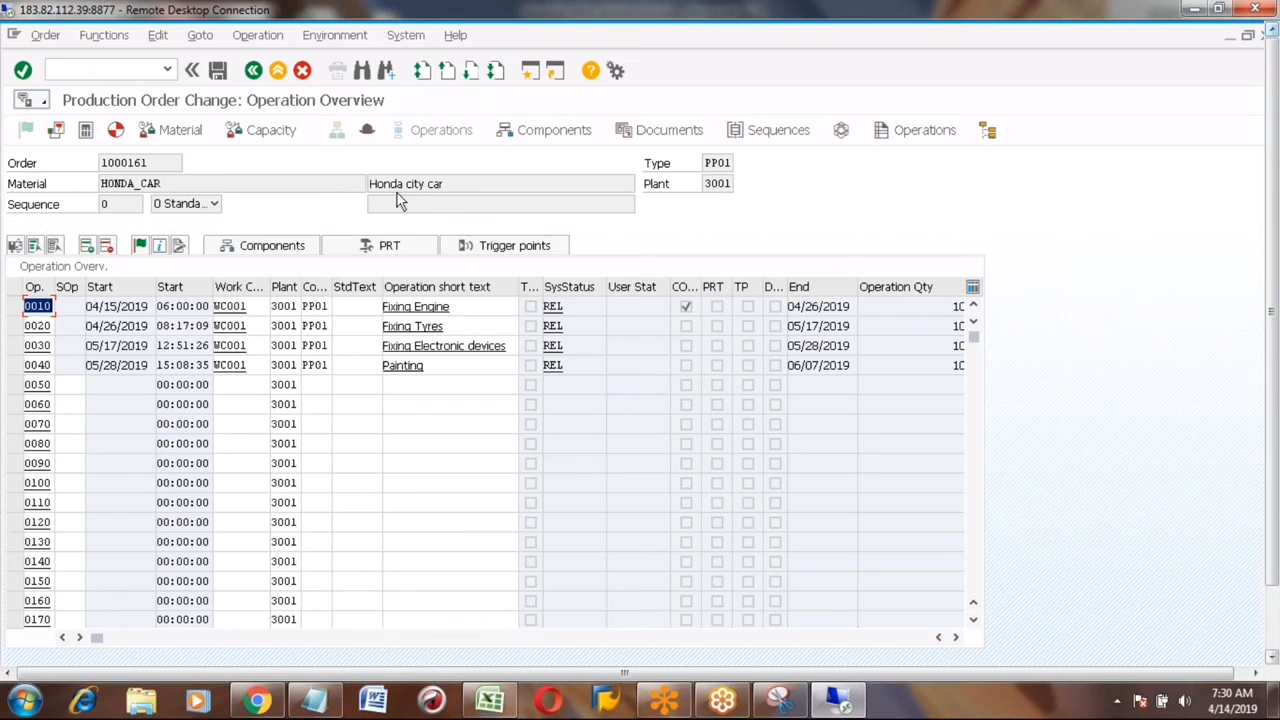 183.82.112.39:8877 - Remote Desktop Connection
Order Functions Edit Goto Operation Environment System Help
Production Order Change: Operation Overview
Material Capacity Operations Components Documents Sequences Operations
Order 1000161 Type PP01
Material HONDA_CAR Honda city car Plant 3001
Sequence 0 0 Standa...
Components PRT Trigger points
Operation Overv.
Op. SOp Start Start Work C... Plant Co... StdText Operation short text T... SysStatus User Stat CO... PRT TP D... End Operation Qty
0010 04/15/2019 06:00:00 WC001 3001 PP01 Fixing Engine REL 04/26/2019 10
0020 04/26/2019 08:17:09 WC001 3001 PP01 Fixing Tyres REL 05/17/2019 10
0030 05/17/2019 12:51:26 WC001 3001 PP01 Fixing Electronic devices REL 05/28/2019 10
0040 05/28/2019 15:08:35 WC001 3001 PP01 Painting REL 06/07/2019 10
0050 00:00:00 3001
0060 00:00:00 3001
0070 00:00:00 3001
0080 00:00:00 3001
0090 00:00:00 3001
0100 00:00:00 3001
0110 00:00:00 3001
0120 00:00:00 3001
0130 00:00:00 3001
0140 00:00:00 3001
0150 00:00:00 3001
0160 00:00:00 3001
0170 00:00:00 3001
7:30 AM
4/14/2019